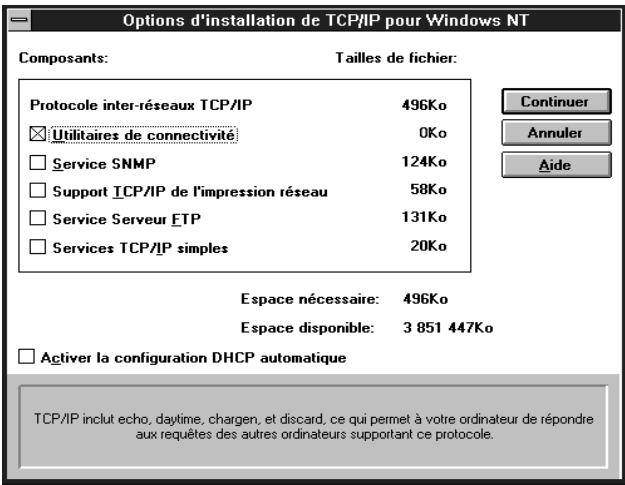 Options d'installation de TCP/IP pour Windows NT
Composants: Tailles de fichier:
Protocole inter-réseaux TCP/IP 496Ko
Utilitaires de connectivité 0Ko
Service SNMP 124Ko
Support TCP/IP de l'impression réseau 58Ko
Service Serveur FTP 131Ko
Services TCP/IP simples 20Ko
Continuer
Annuler
Aide
Espace nécessaire: 496Ko
Espace disponible: 3 851 447Ko
Activer la configuration DHCP automatique
TCP/IP inclut echo, daytime, chargen, et discard, ce qui permet à votre ordinateur de répondre
aux requêtes des autres ordinateurs supportant ce protocole.